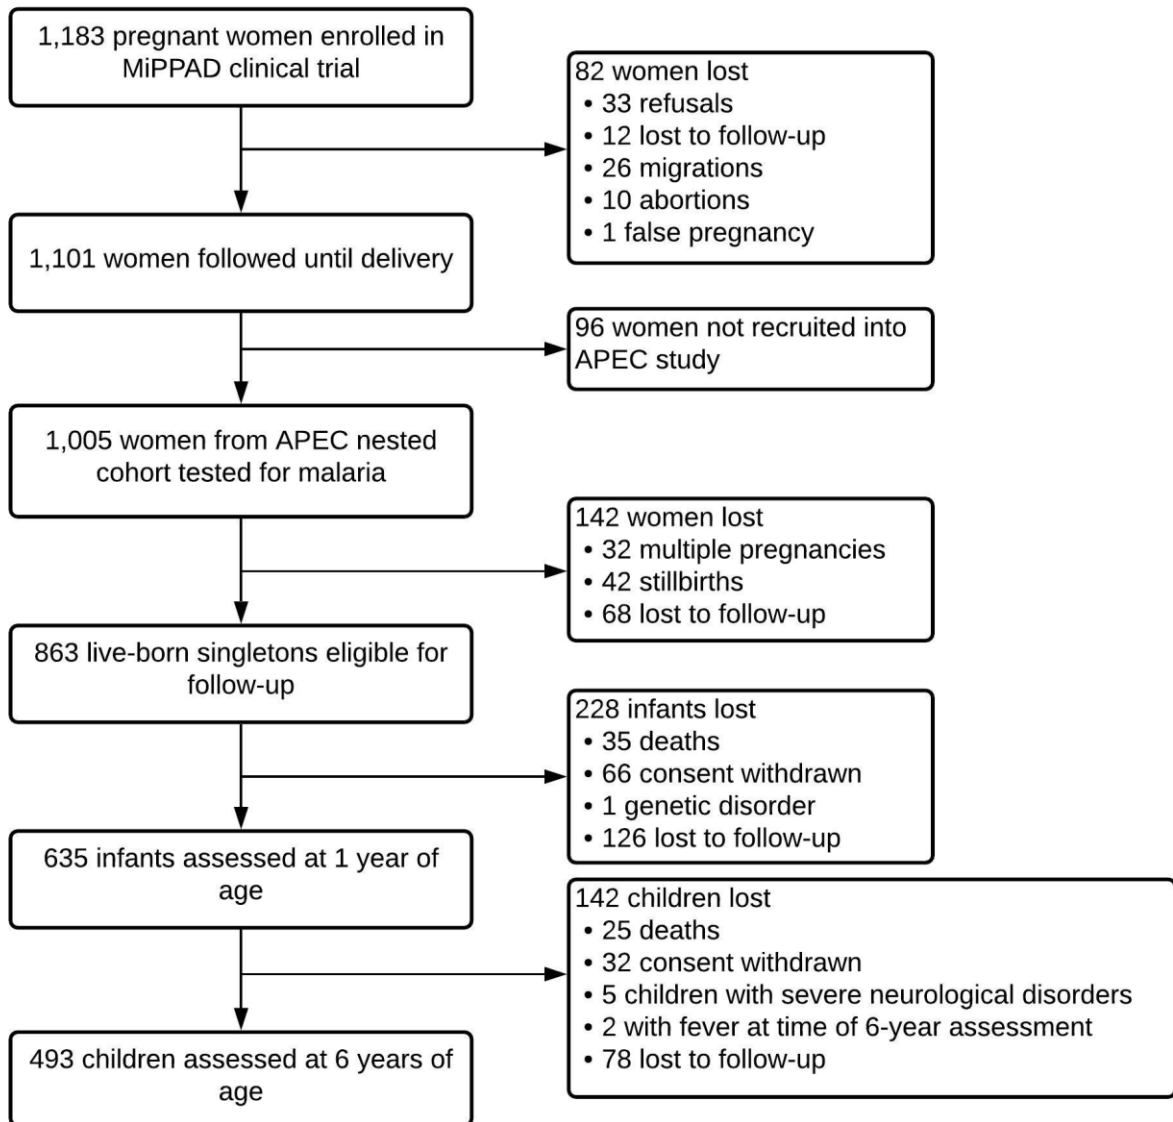 1,183 pregnant women enrolled in
MiPPAD clinical trial
82 women lost
• 33 refusals
• 12 lost to follow-up
• 26 migrations
• 10 abortions
• 1 false pregnancy
1,101 women followed until delivery
96 women not recruited into
APEC study
1,005 women from APEC nested
cohort tested for malaria
142 women lost
• 32 multiple pregnancies
• 42 stillbirths
• 68 lost to follow-up
863 live-born singletons eligible for
follow-up
228 infants lost
• 35 deaths
• 66 consent withdrawn
• 1 genetic disorder
• 126 lost to follow-up
635 infants assessed at 1 year of
age
142 children lost
• 25 deaths
• 32 consent withdrawn
• 5 children with severe neurological disorders
• 2 with fever at time of 6-year assessment
• 78 lost to follow-up
493 children assessed at 6 years of
age